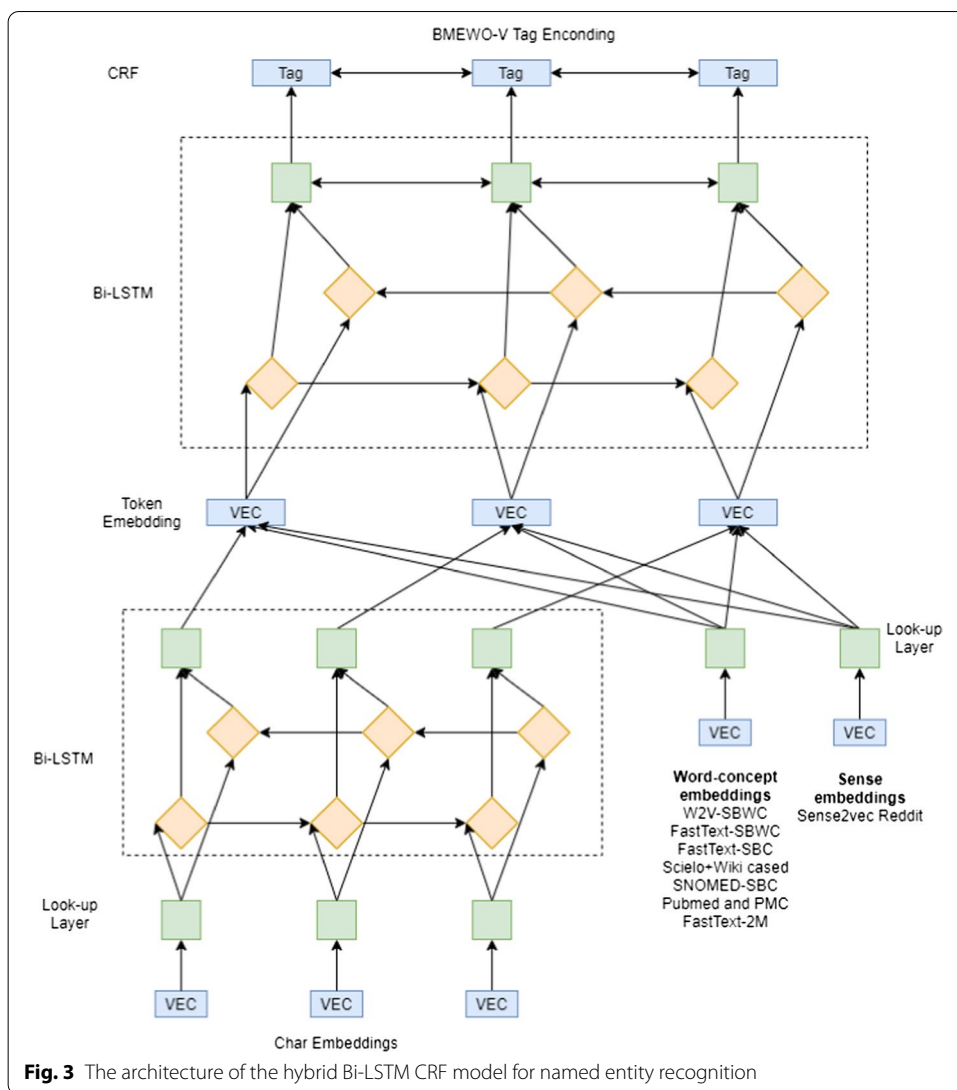 BMEWO-V Tag Enconding
CRF
Tag
Tag
Tag
Bi-LSTM
Token
Emebdding
VEC
VEC
VEC
Look-up
Layer
VEC
VEC
Bi-LSTM
Word-concept
embeddings
W2V-SBWC
FastText-SBWC
FastText-SBC
Scielo+Wiki cased
SNOMED-SBC
Pubmed and PMC
FastText-2M
Sense
embeddings
Sense2vec Reddit
Look-up
Layer
VEC
VEC
VEC
Char Embeddings
Fig. 3 The architecture of the hybrid Bi-LSTM CRF model for named entity recognition